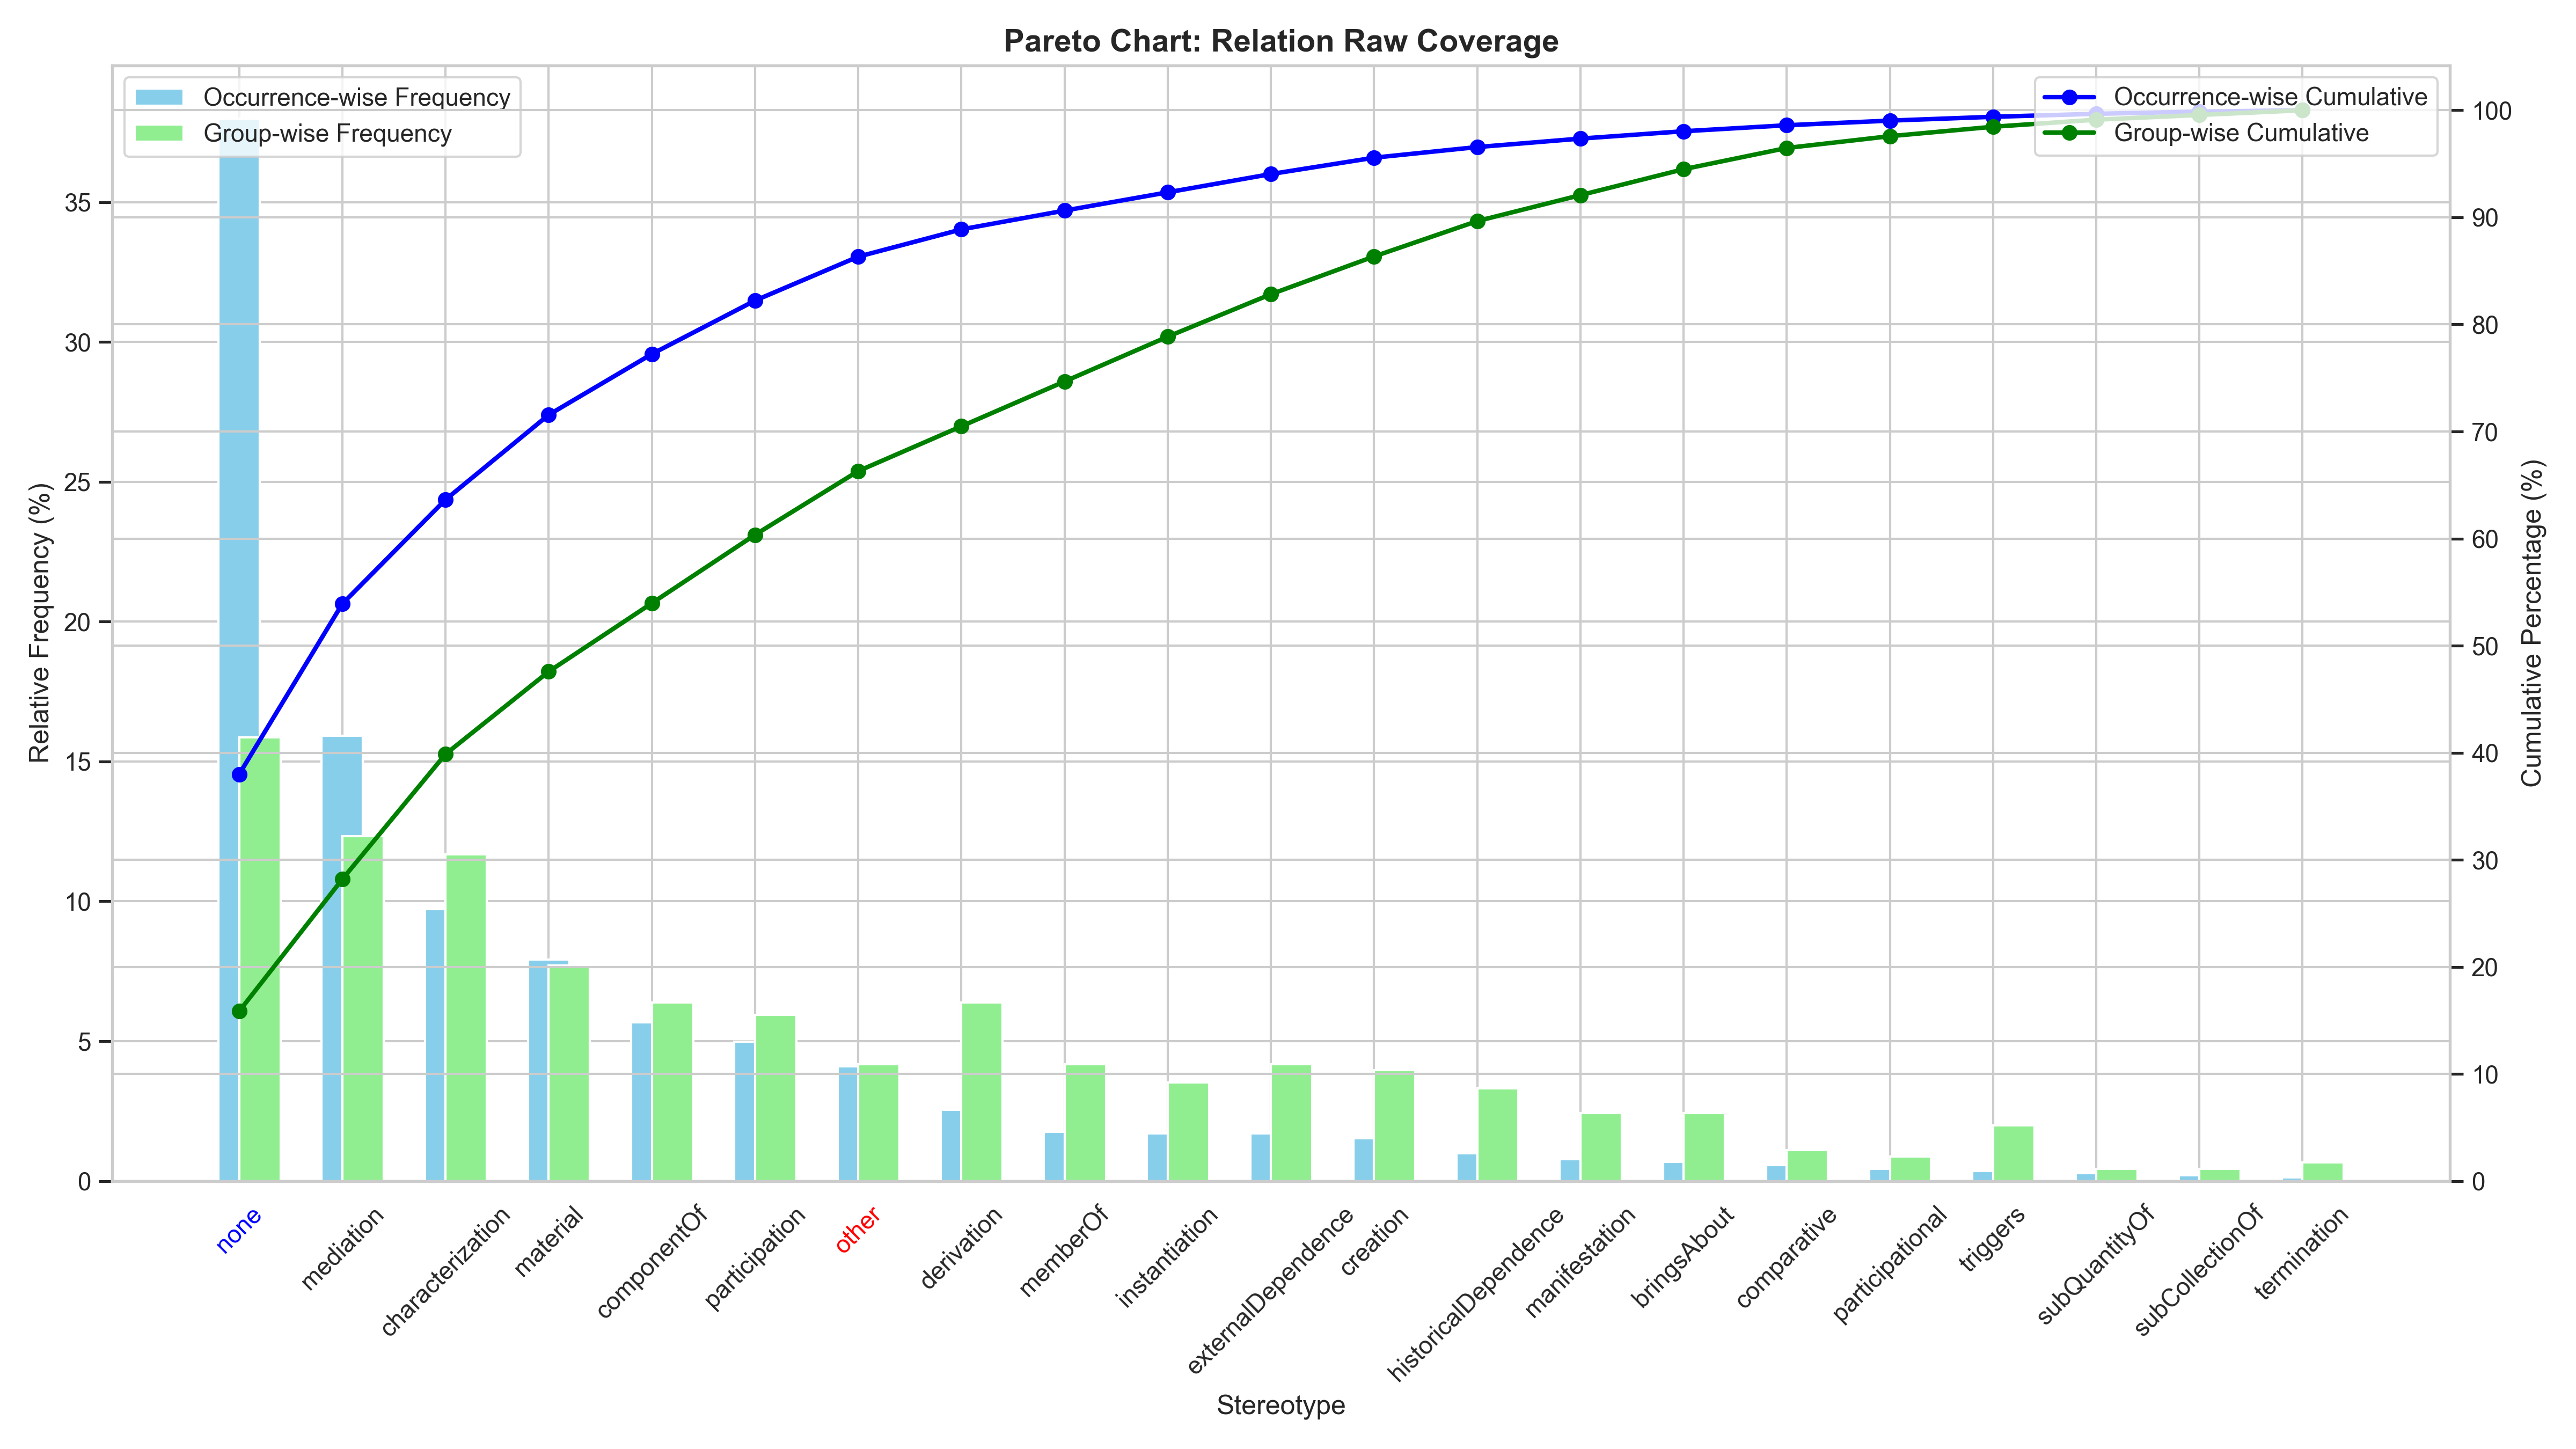 Pareto Chart: Relation Raw Coverage
Occurrence-wise Frequency
Group-wise Frequency
Occurrence-wise Cumulative
Group-wise Cumulative
Relative Frequency (%)
35
30
25
20
15
10
5
0
Cumulative Percentage (%)
100
90
80
70
60
50
40
30
20
10
0
none
mediation
characterization
material
componentOf
participation
other
derivation
memberOf
instantiation
externalDependence
creation
historicalDependence
manifestation
bringsAbout
comparative
participational
triggers
subQuantityOf
subCollectionOf
termination
Stereotype